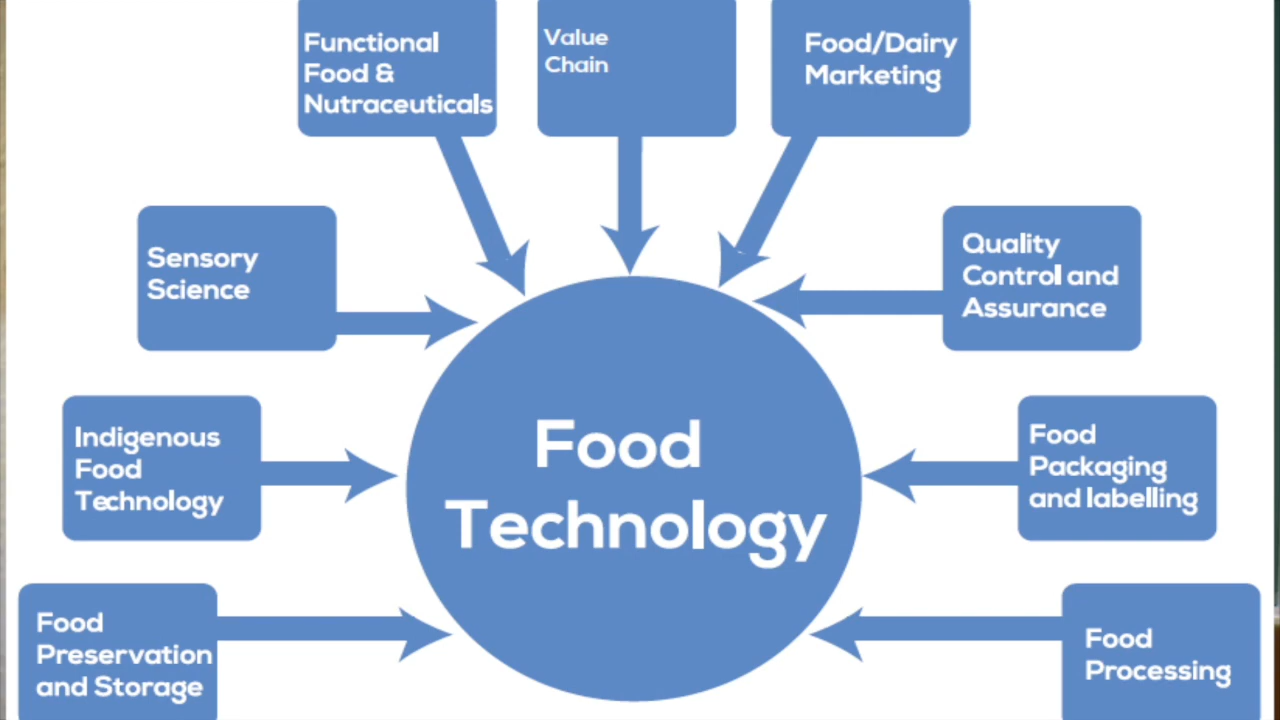 Functional
Food &
Nutraceuticals
Value
Chain
Food/Dairy
Marketing
Sensory
Science
Quality
Control and
Assurance
Indigenous
Food
Technology
Food
Technology
Food
Packaging
and labelling
Food
Preservation
and Storage
Food
Processing